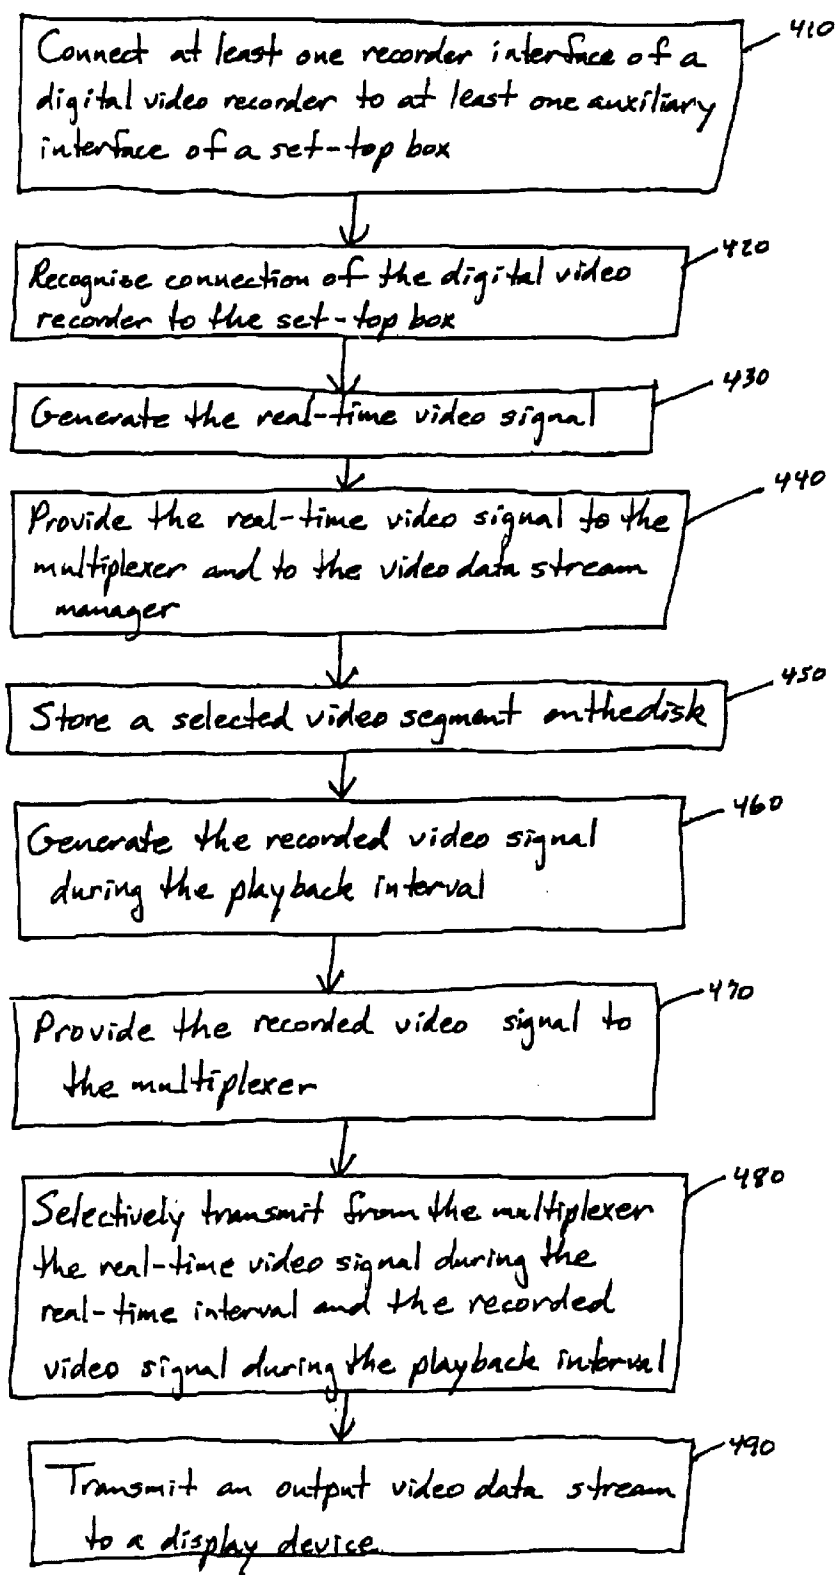 Connect at least one recorder interface of a
410
digital video recorder to at least one auxiliary
interface of a set-top box
420
Recognize connection of the digital video
recorder to the set-top box
430
Generate the real-time video signal
440
Provide the real-time video signal to the
multiplexer and to the video data stream
manager
450
Store a selected video segment on the disk
460
Generate the recorded video signal
during the playback interval
470
Provide the recorded video signal to
the multiplexer
480
Selectively transmit from the multiplexer
the real-time video signal during the
real-time interval and the recorded
video signal during the playback interval
490
Transmit an output video data stream
to a display device